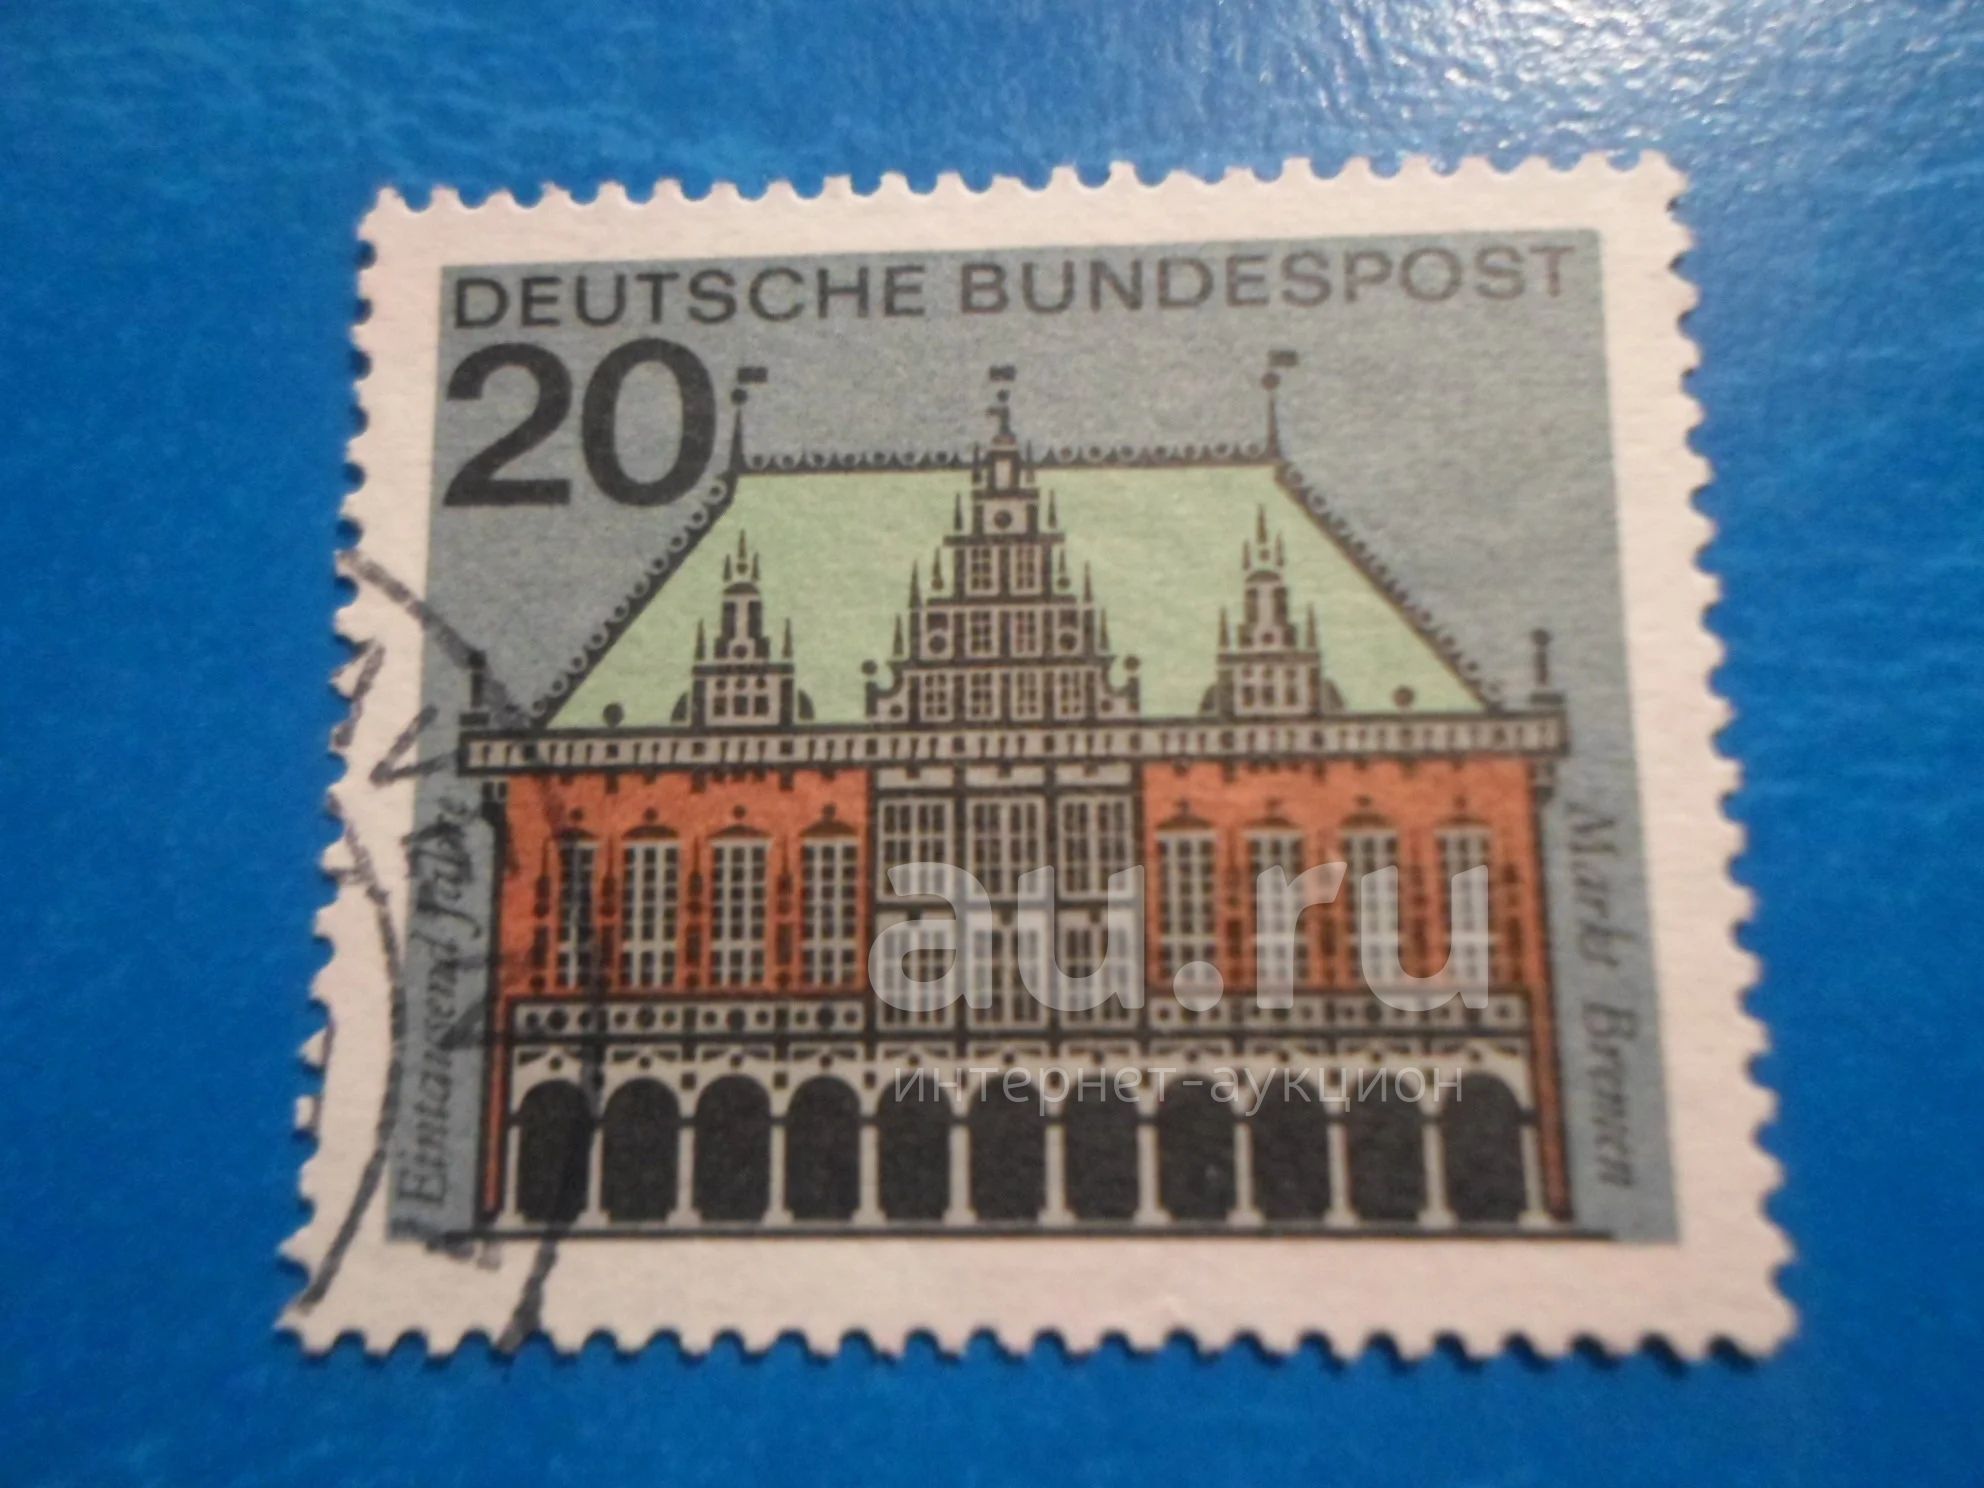 DEUTSCHE BUNDESPOST
20
Eintausend Jahre
Markt Bremen
au.ru
интернет-аукцион